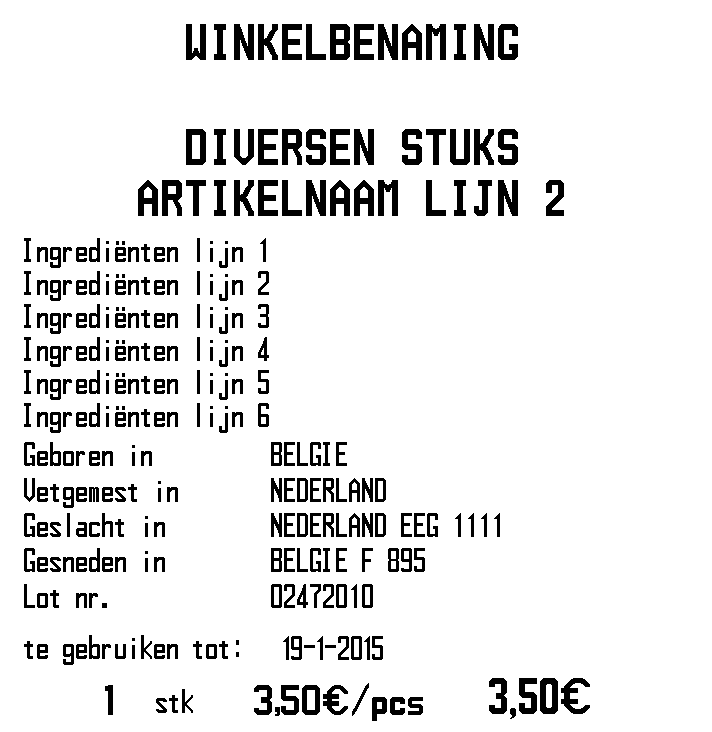 WINKELBENAMING
DIVERSEN STUKS
ARTIKELNAAM LIJN 2
Ingrediënten lijn 1
Ingrediënten lijn 2
Ingrediënten lijn 3
Ingrediënten lijn 4
Ingrediënten lijn 5
Ingrediënten lijn 6
Geboren in BELGIE
Vetgemest in NEDERLAND
Geslacht in NEDERLAND EEG 1111
Gesneden in BELGIE F 895
Lot nr. 02472010
te gebruiken tot: 19-1-2015
1 stk 3,50€/pcs 3,50€